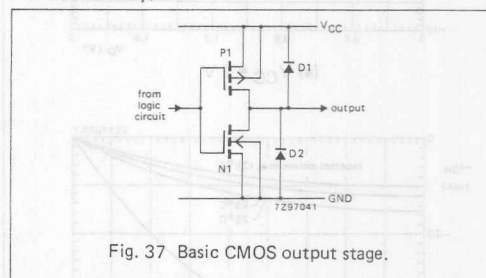 VCC
P1
D1
from
logic
circuit
output
D2
N1
GND
7Z97041
Fig. 37 Basic CMOS output stage.